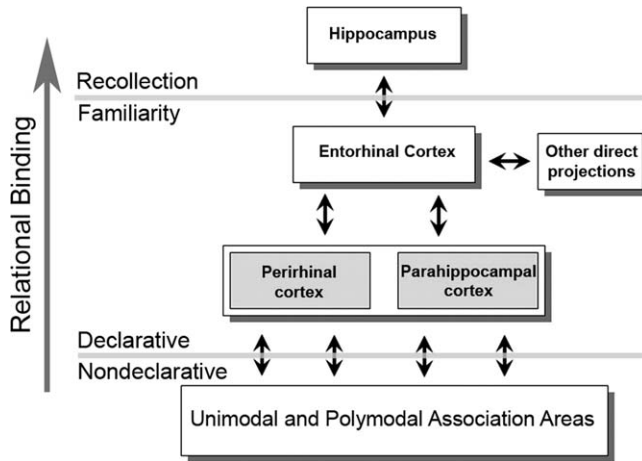 Hippocampus
Recollection
Familiarity
Entorhinal Cortex
Other direct
projections
Perirhinal
cortex
Parahippocampal
cortex
Declarative
Nondeclarative
Unimodal and Polymodal Association Areas
Relational Binding